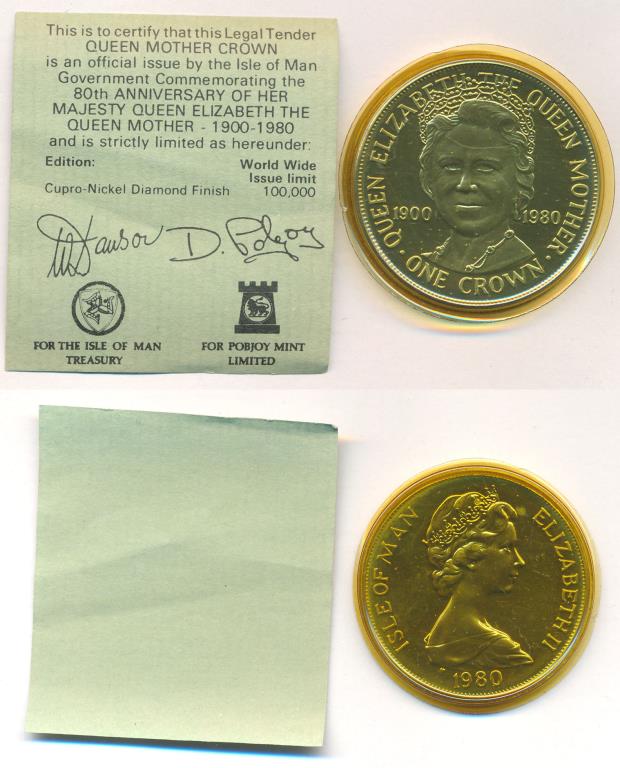 This is to certify that this Legal Tender
QUEEN MOTHER CROWN
is an official issue by the Isle of Man
Government Commemorating the
80th ANNIVERSARY OF HER
MAJESTY QUEEN ELIZABETH THE
QUEEN MOTHER - 1900-1980
and is strictly limited as hereunder:
Edition: World Wide
Issue limit
Cupro-Nickel Diamond Finish 100,000
D. Pobjoy
FOR THE ISLE OF MAN
TREASURY
FOR POBJOY MINT
LIMITED
QUEEN ELIZABETH THE QUEEN MOTHER ·
1900 1980
· ONE CROWN
ISLE OF MAN
ELIZABETH II
1980